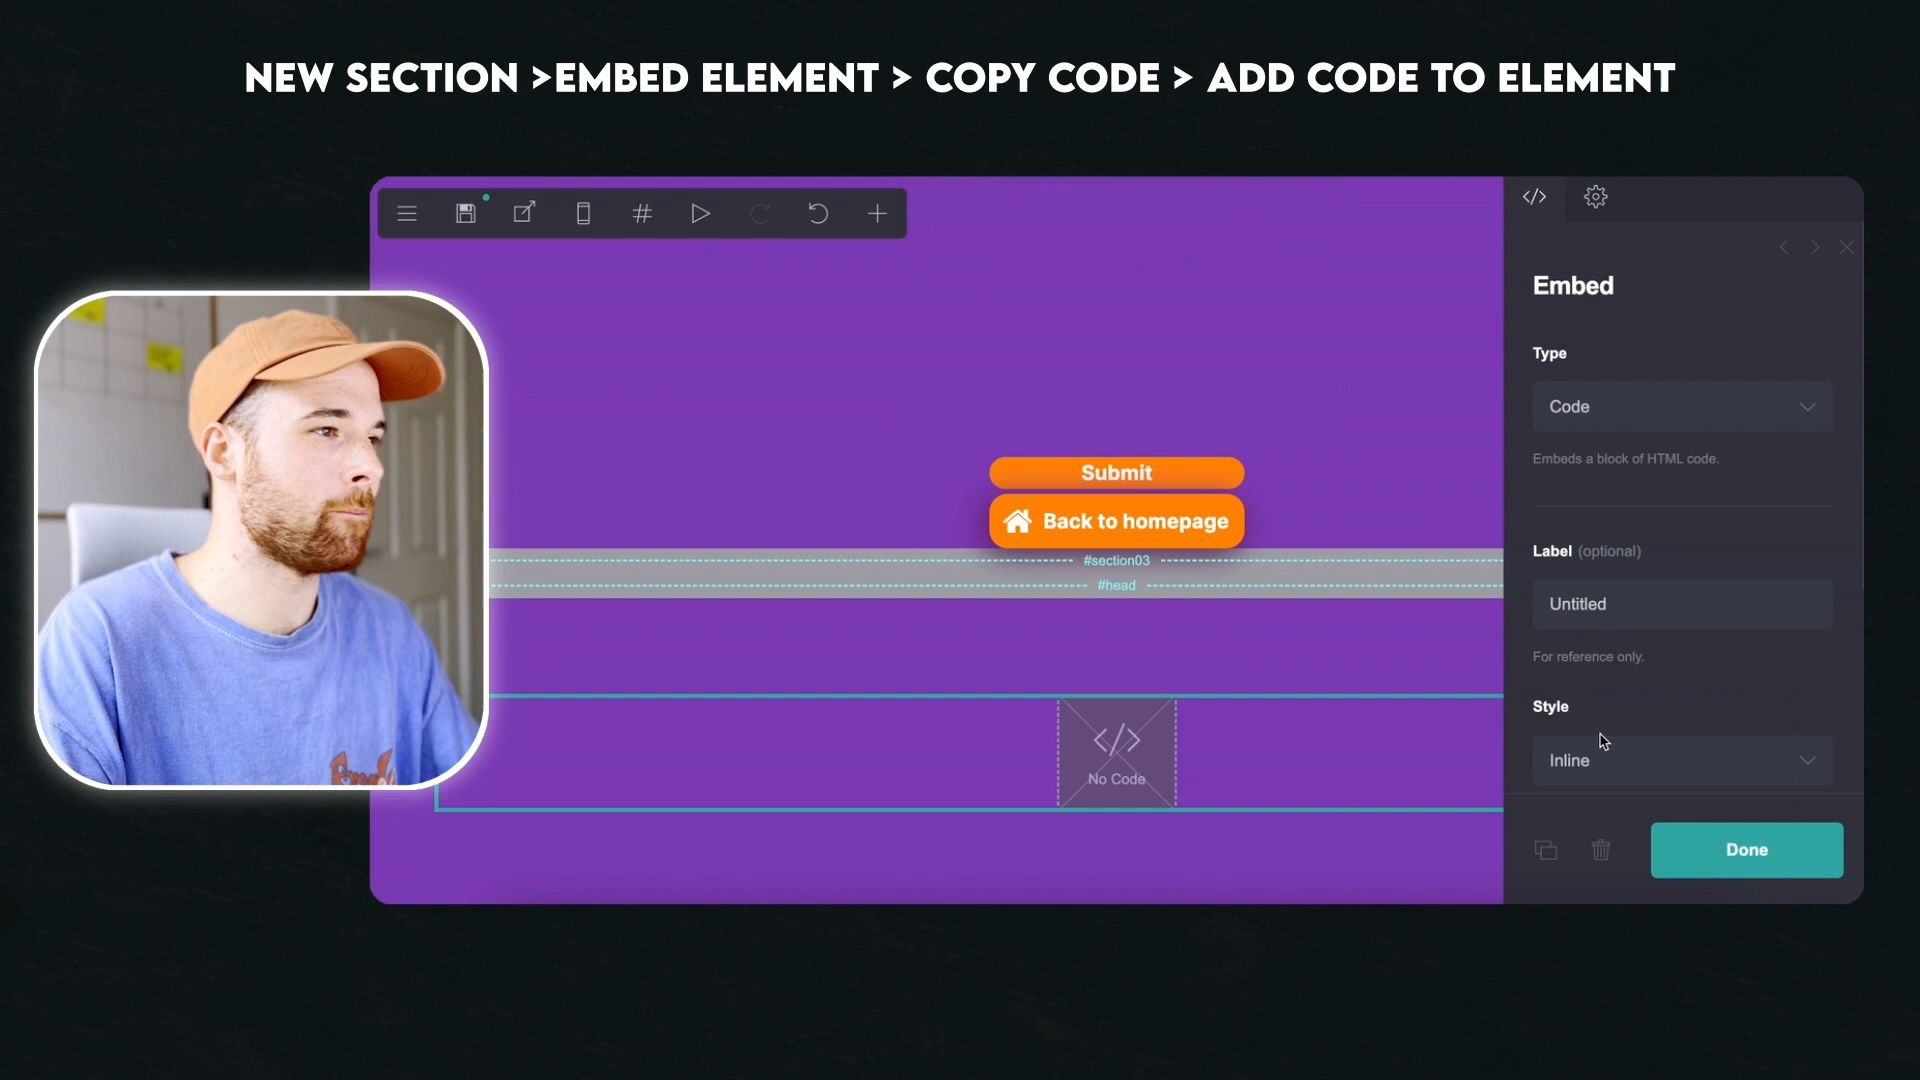 NEW SECTION >EMBED ELEMENT > COPY CODE > ADD CODE TO ELEMENT
Embed
Type
Code
Embeds a block of HTML code.
Submit
Back to homepage
#section03
#head
Label (optional)
Untitled
For reference only.
Style
Inline
No Code
Done